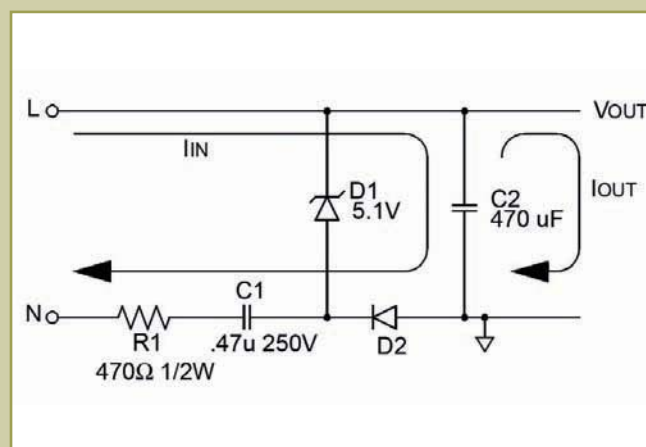 L
VOUT
IIN
D1
5.1V
C2
470 uF
IOUT
N
C1
R1
.47u 250V
D2
470Ω 1/2W